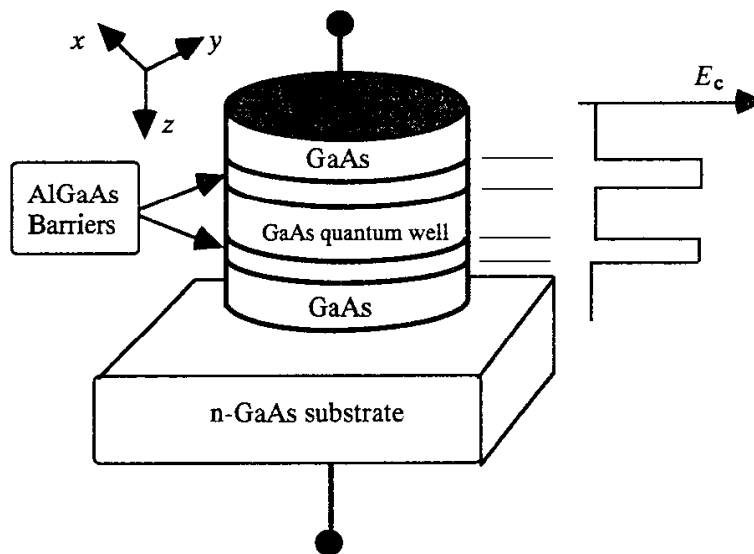 x
y
z
E_c
GaAs
AlGaAs
Barriers
GaAs quantum well
GaAs
n-GaAs substrate